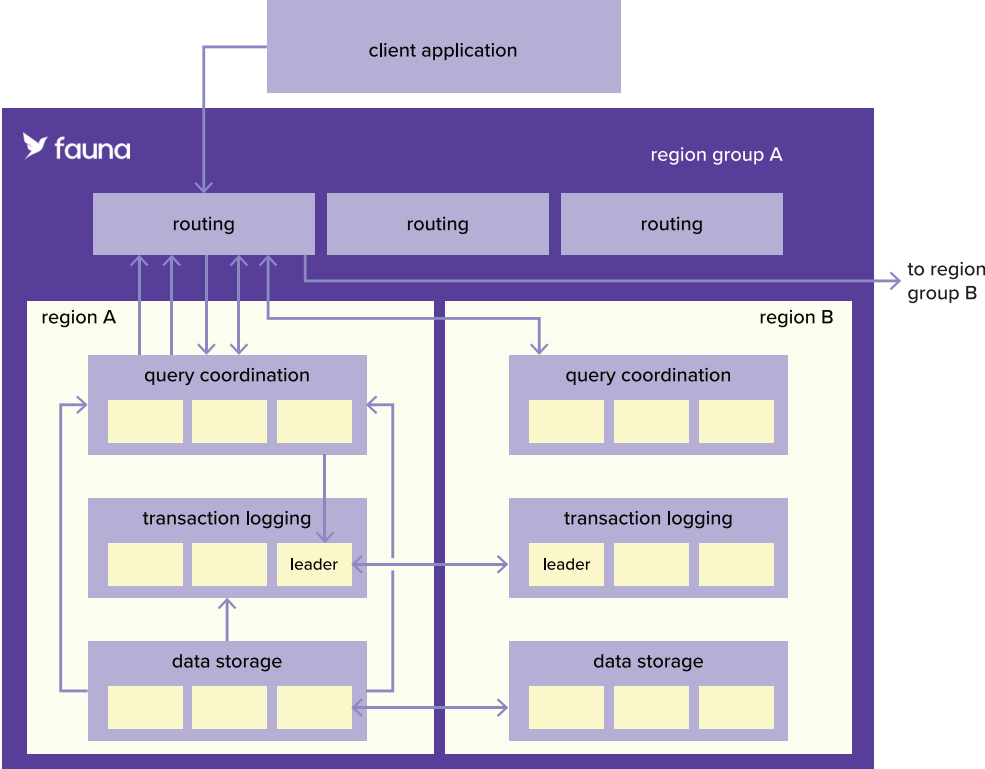 client application
fauna
region group A
routing
routing
routing
to region
group B
region A
region B
query coordination
query coordination
transaction logging
transaction logging
leader
leader
data storage
data storage